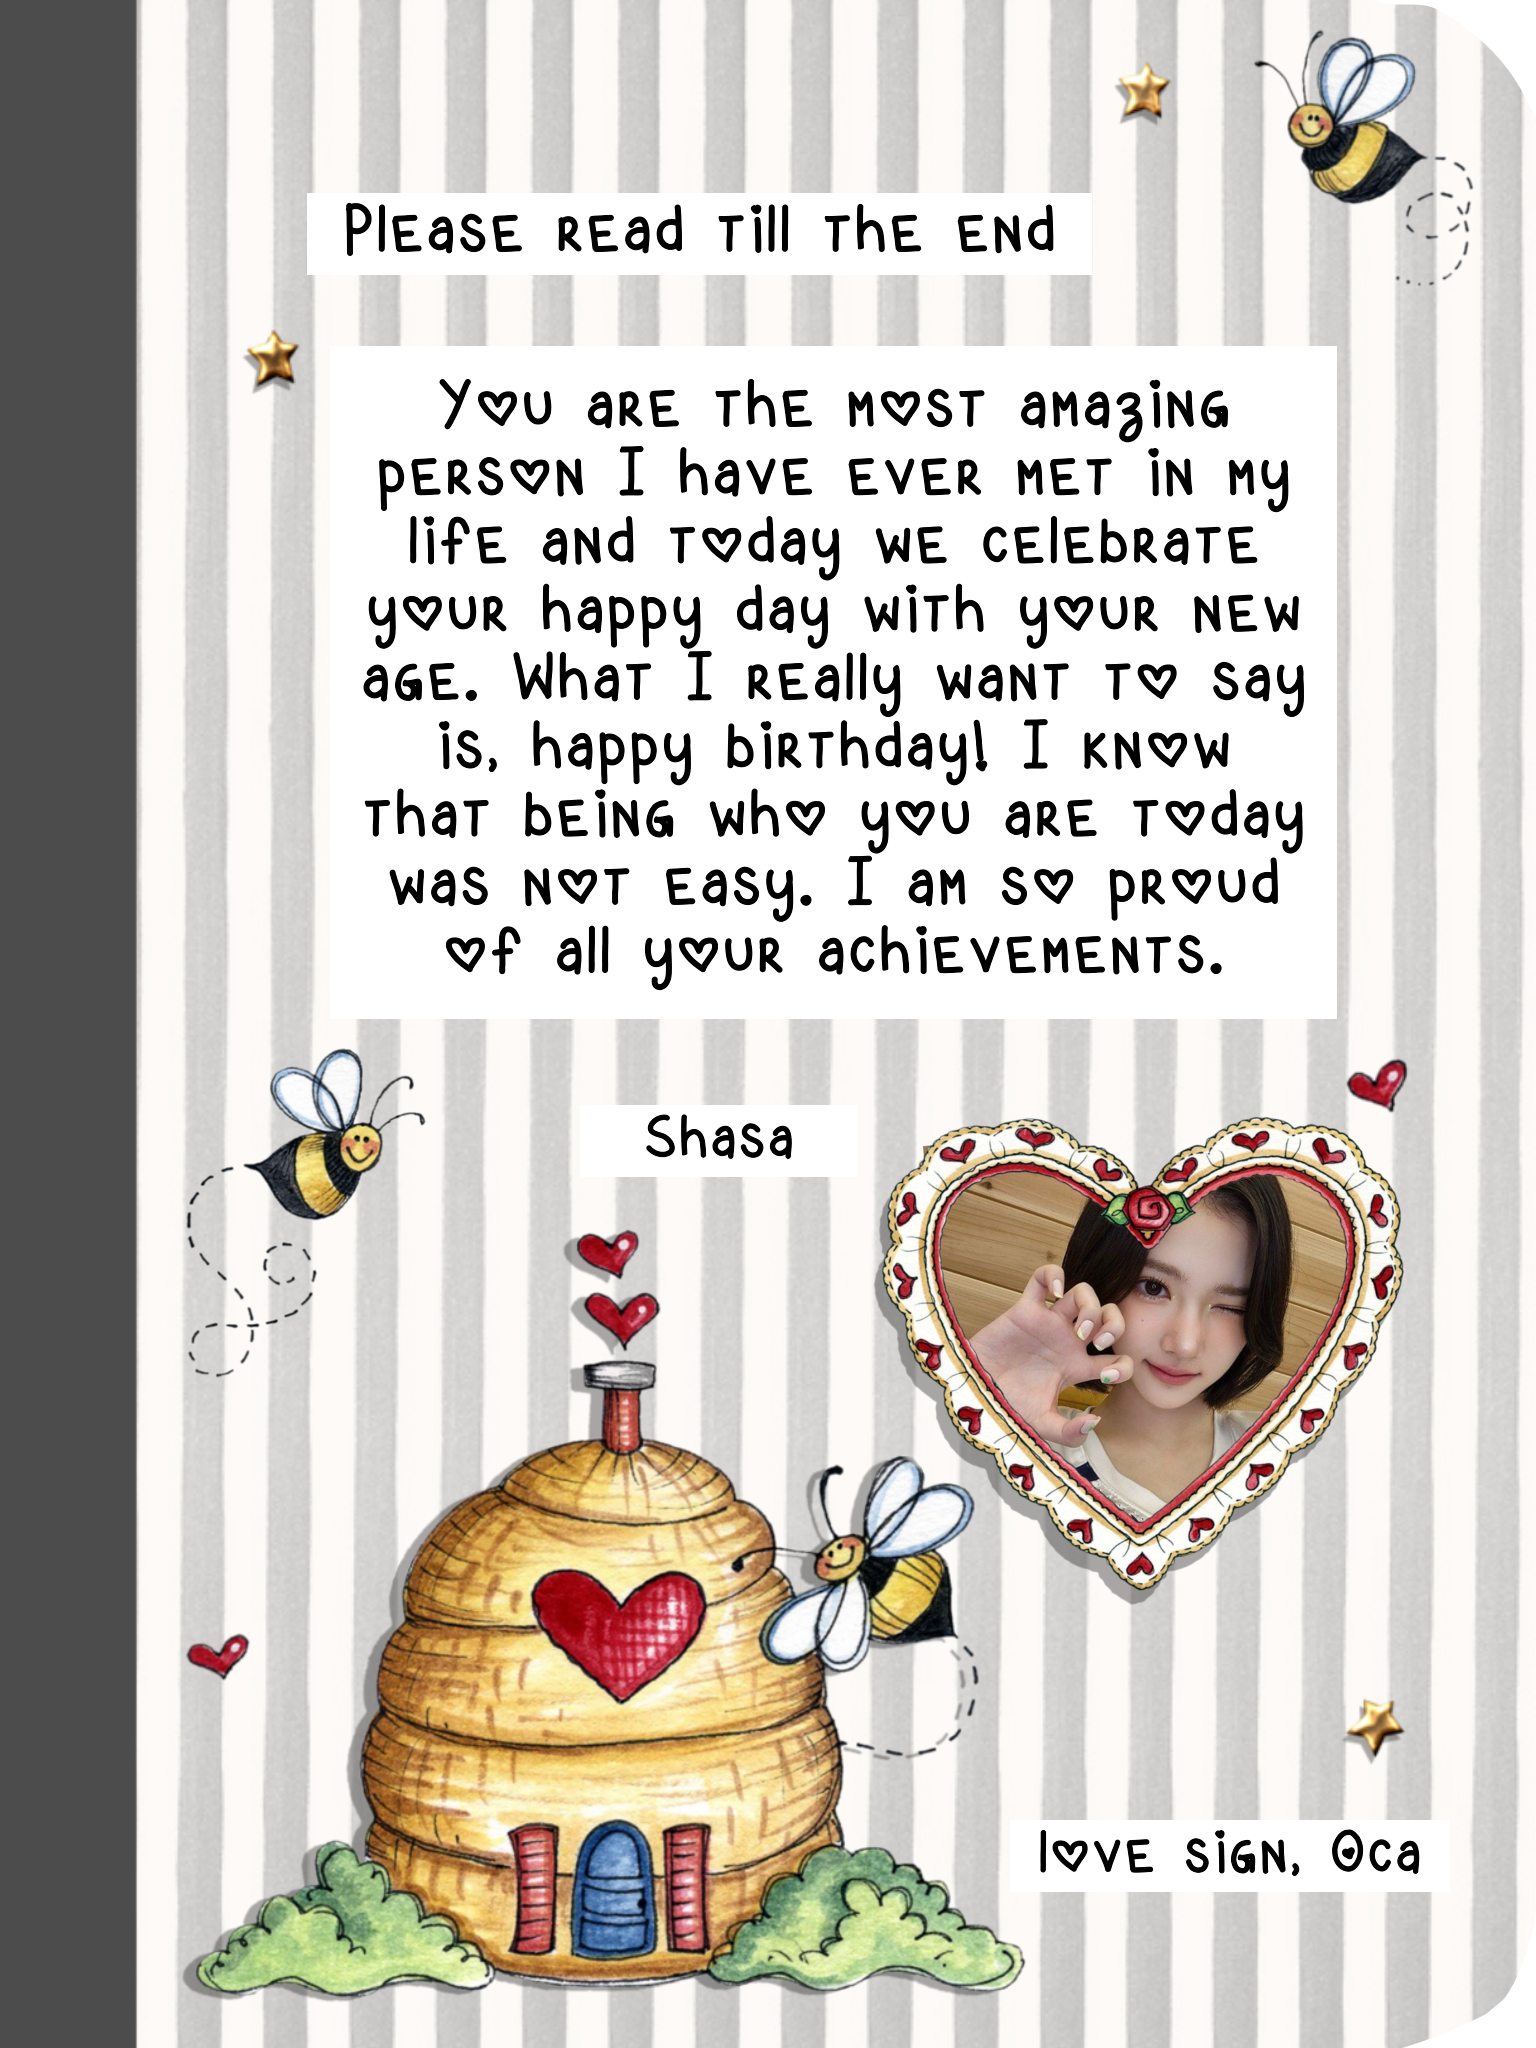 Please read till the end
You are the most amazing
person I have ever met in my
life and today we celebrate
your happy day with your new
age. What I really want to say
is, happy birthday! I know
that being who you are today
was not easy. I am so proud
of all your achievements.
Shasa
love sign, Oca